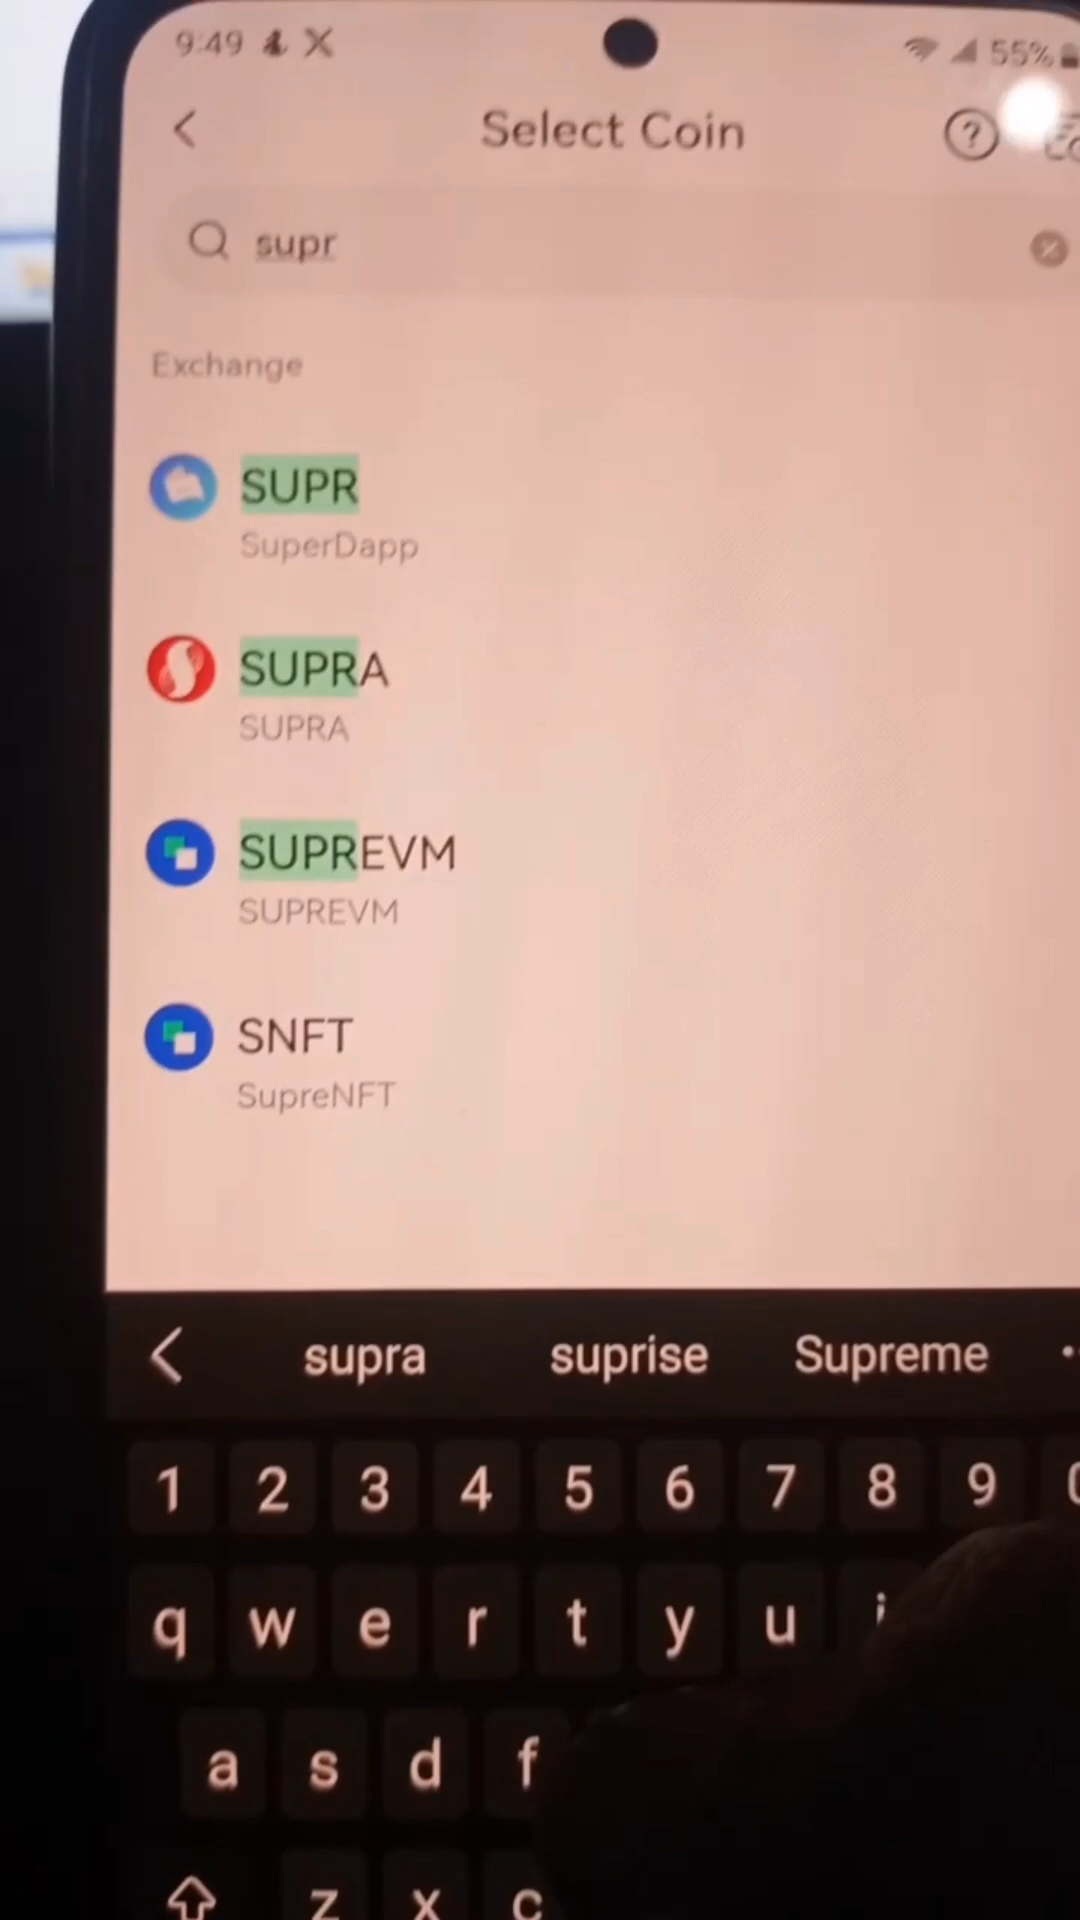 9:49 X 55%
Select Coin
supr
Exchange
SUPR
SuperDapp
SUPRA
SUPRA
SUPREVM
SUPREVM
SNFT
SupreNFT
supra suprise Supreme
1 2 3 4 5 6 7 8 9
q w e r t y u i
a s d f
z x c